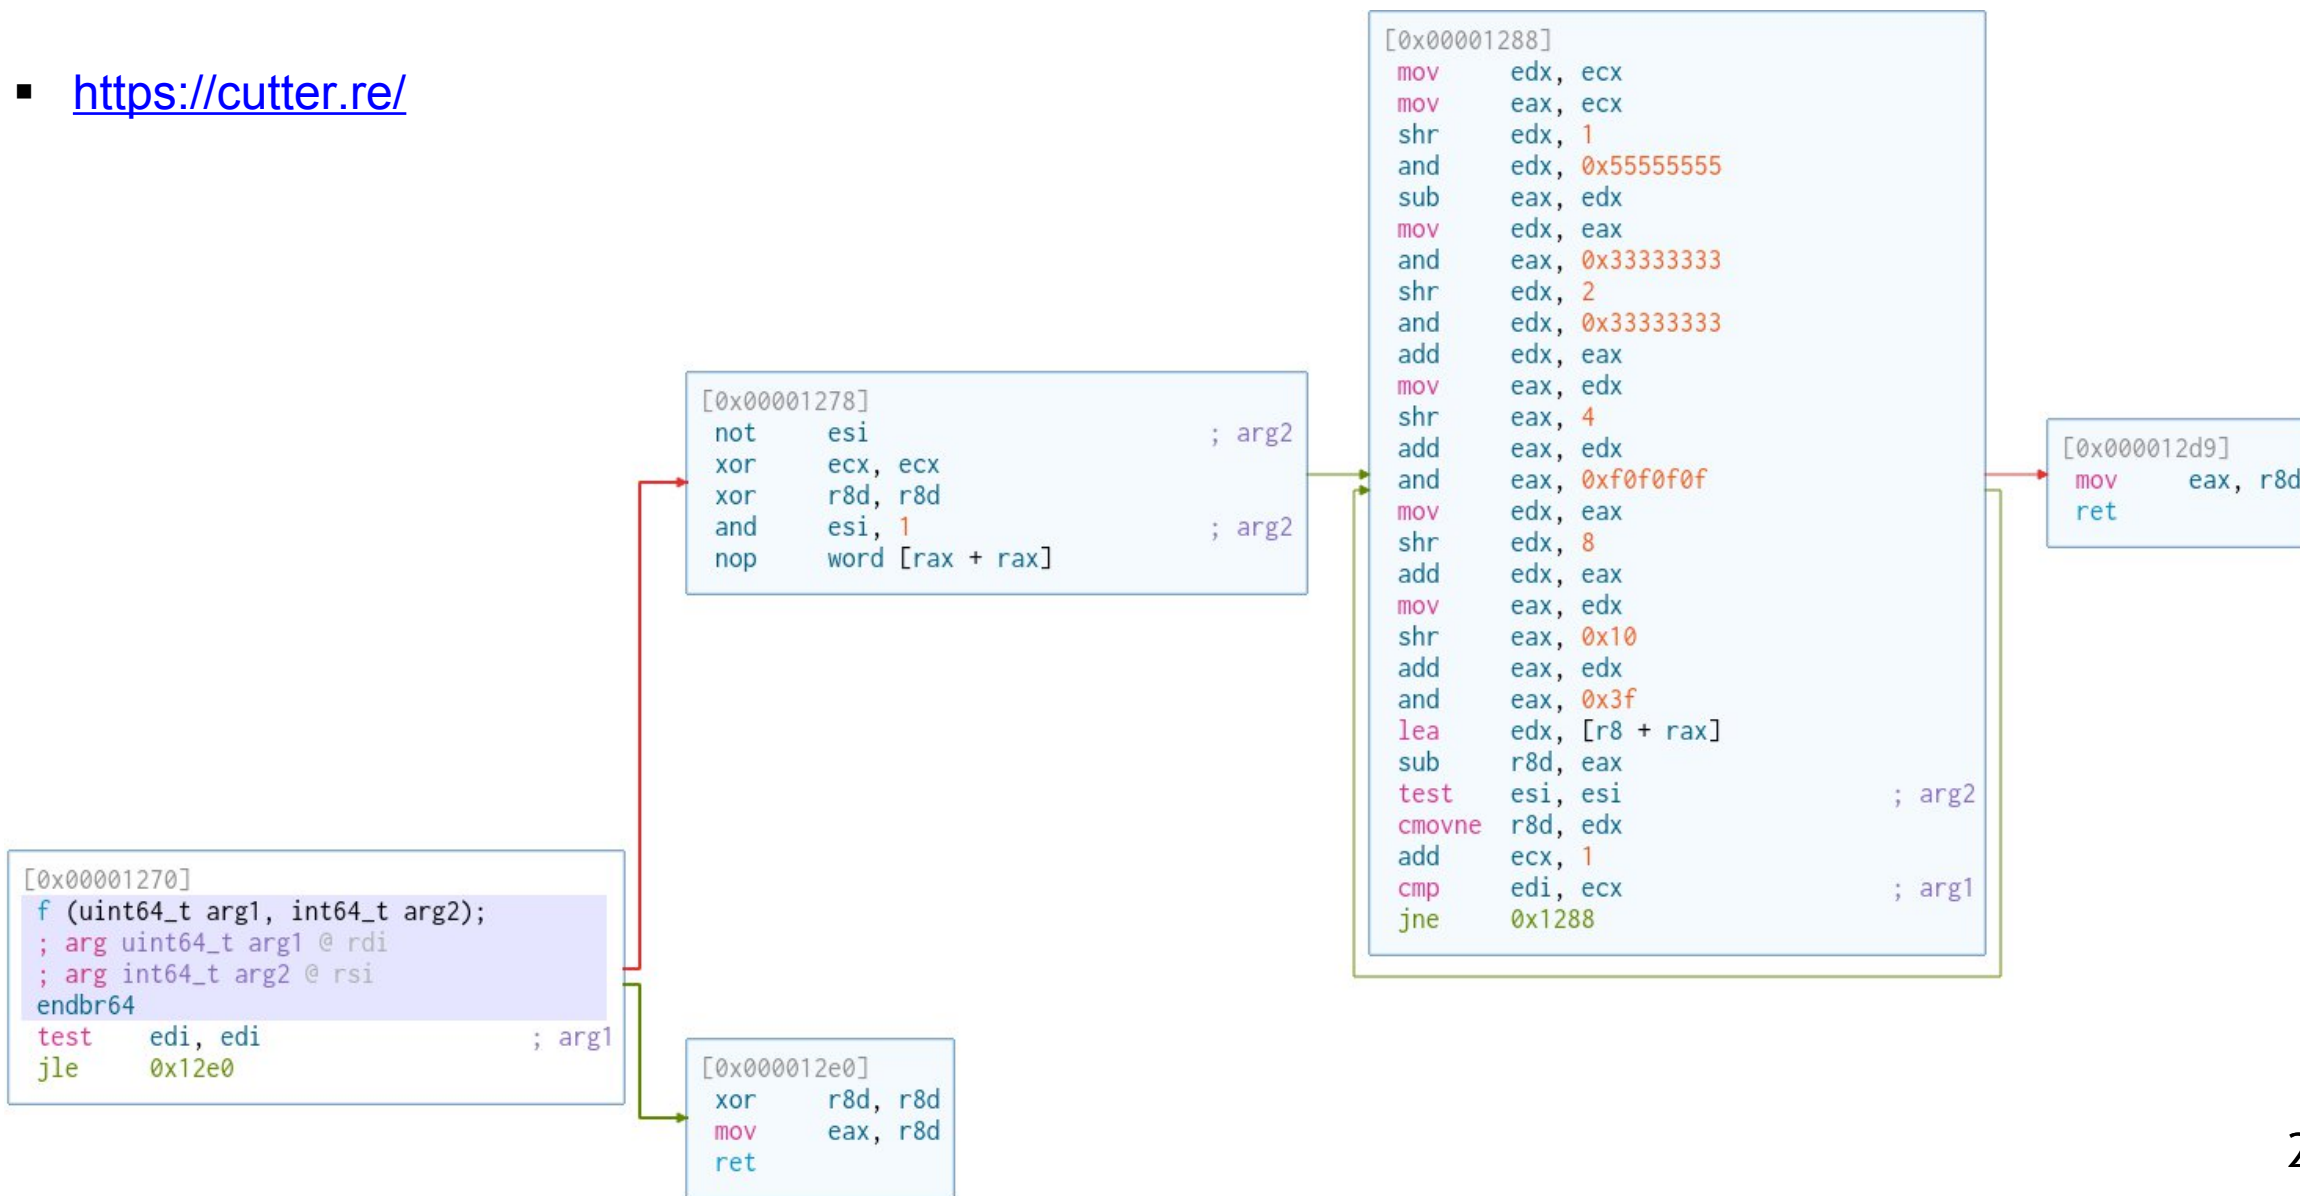 ▪ https://cutter.re/
[0x00001270]
f (uint64_t arg1, int64_t arg2);
; arg uint64_t arg1 @ rdi
; arg int64_t arg2 @ rsi
endbr64
test edi, edi ; arg1
jle 0x12e0
[0x00001278]
not esi ; arg2
xor ecx, ecx
xor r8d, r8d
and esi, 1 ; arg2
nop word [rax + rax]
[0x000012e0]
xor r8d, r8d
mov eax, r8d
ret
[0x00001288]
mov edx, ecx
mov eax, ecx
shr edx, 1
and edx, 0x55555555
sub eax, edx
mov edx, eax
and eax, 0x33333333
shr edx, 2
and edx, 0x33333333
add edx, eax
mov eax, edx
shr eax, 4
add eax, edx
and eax, 0xf0f0f0f
mov edx, eax
shr edx, 8
add edx, eax
mov eax, edx
shr eax, 0x10
add eax, edx
and eax, 0x3f
lea edx, [r8 + rax]
sub r8d, eax
test esi, esi ; arg2
cmovne r8d, edx
add ecx, 1
cmp edi, ecx ; arg1
jne 0x1288
[0x000012d9]
mov eax, r8d
ret